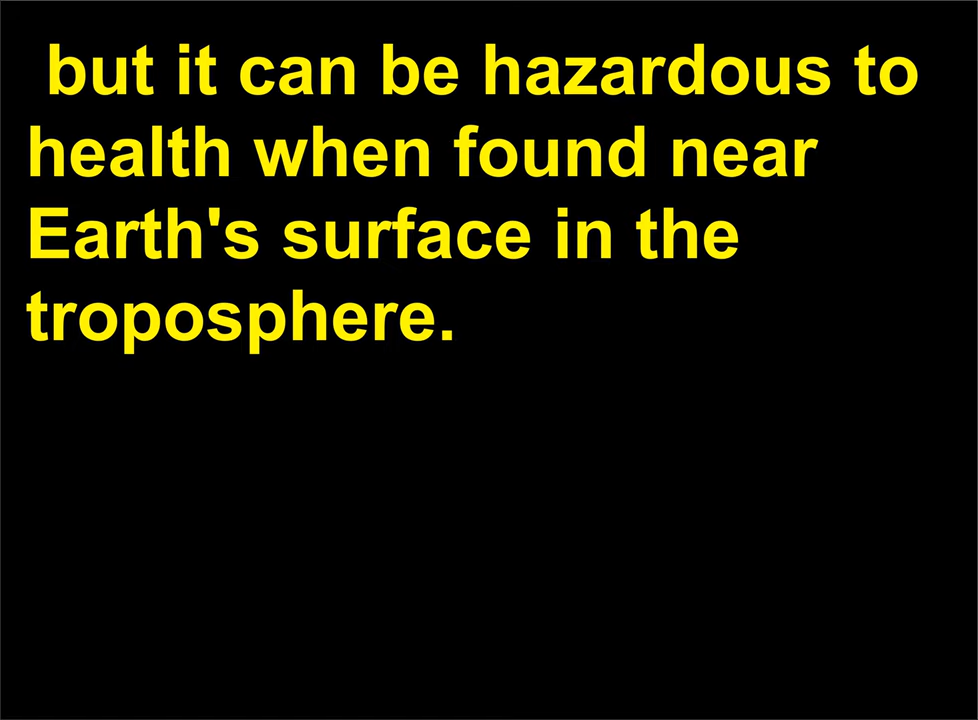 but it can be hazardous to
health when found near
Earth's surface in the
troposphere.